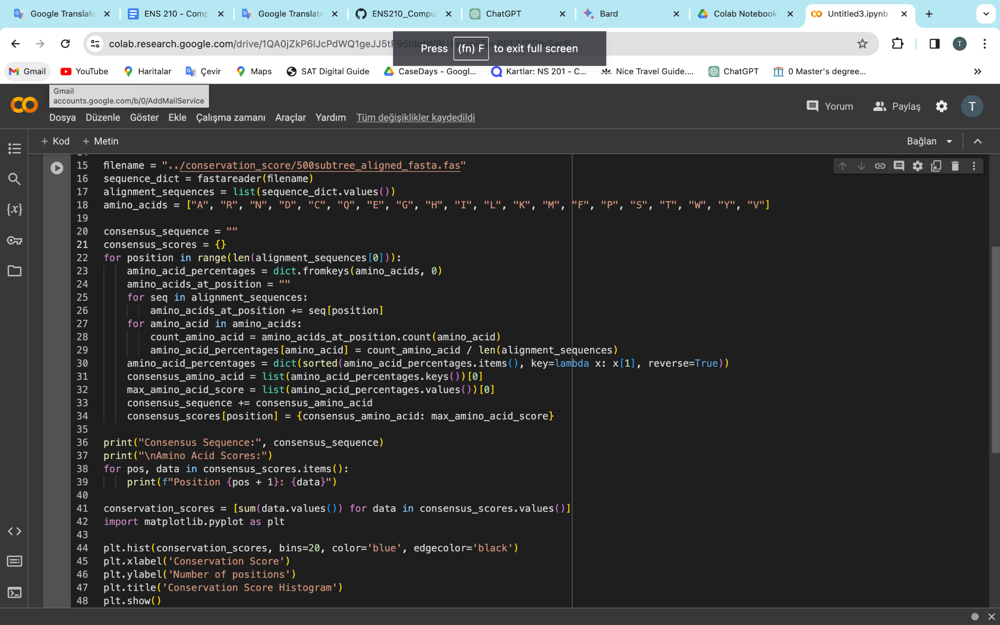 Google Translate
ENS 210 - Comp
Google Translate
ENS210_Compu
ChatGPT
Bard
Colab Notebook
Untitled3.ipynb
colab.research.google.com/drive/1QA0jZkP6IJcPdWQ1geJJ5t
Press (fn) F to exit full screen
Gmail
YouTube
Haritalar
Çevir
Maps
SAT Digital Guide
CaseDays - Googl...
Kartlar: NS 201 - C...
Nice Travel Guide....
ChatGPT
0 Master's degree...
Gmail
accounts.google.com/b/0/AddMailService
Dosya Düzenle Göster Ekle Çalışma zamanı Araçlar Yardım Tüm değişiklikler kaydedildi
Yorum
Paylaş
T
+ Kod + Metin
Bağlan
15 filename = "../conservation_score/500subtree_aligned_fasta.fas"
16 sequence_dict = fastareader(filename)
17 alignment_sequences = list(sequence_dict.values())
18 amino_acids = ["A", "R", "N", "D", "C", "Q", "E", "G", "H", "I", "L", "K", "M", "F", "P", "S", "T", "W", "Y", "V"]
19
20 consensus_sequence = ""
21 consensus_scores = {}
22 for position in range(len(alignment_sequences[0])):
23     amino_acid_percentages = dict.fromkeys(amino_acids, 0)
24     amino_acids_at_position = ""
25     for seq in alignment_sequences:
26         amino_acids_at_position += seq[position]
27     for amino_acid in amino_acids:
28         count_amino_acid = amino_acids_at_position.count(amino_acid)
29         amino_acid_percentages[amino_acid] = count_amino_acid / len(alignment_sequences)
30     amino_acid_percentages = dict(sorted(amino_acid_percentages.items(), key=lambda x: x[1], reverse=True))
31     consensus_amino_acid = list(amino_acid_percentages.keys())[0]
32     max_amino_acid_score = list(amino_acid_percentages.values())[0]
33     consensus_sequence += consensus_amino_acid
34     consensus_scores[position] = {consensus_amino_acid: max_amino_acid_score}
35
36 print("Consensus Sequence:", consensus_sequence)
37 print("\nAmino Acid Scores:")
38 for pos, data in consensus_scores.items():
39     print(f"Position {pos + 1}: {data}")
40
41 conservation_scores = [sum(data.values()) for data in consensus_scores.values()]
42 import matplotlib.pyplot as plt
43
44 plt.hist(conservation_scores, bins=20, color='blue', edgecolor='black')
45 plt.xlabel('Conservation Score')
46 plt.ylabel('Number of positions')
47 plt.title('Conservation Score Histogram')
48 plt.show()